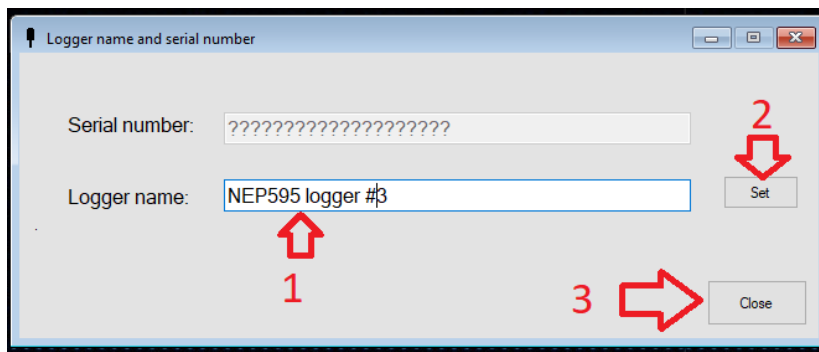 Logger name and serial number
Serial number: ????????????????????
2
Logger name: NEP595 logger #3
Set
1
3
Close